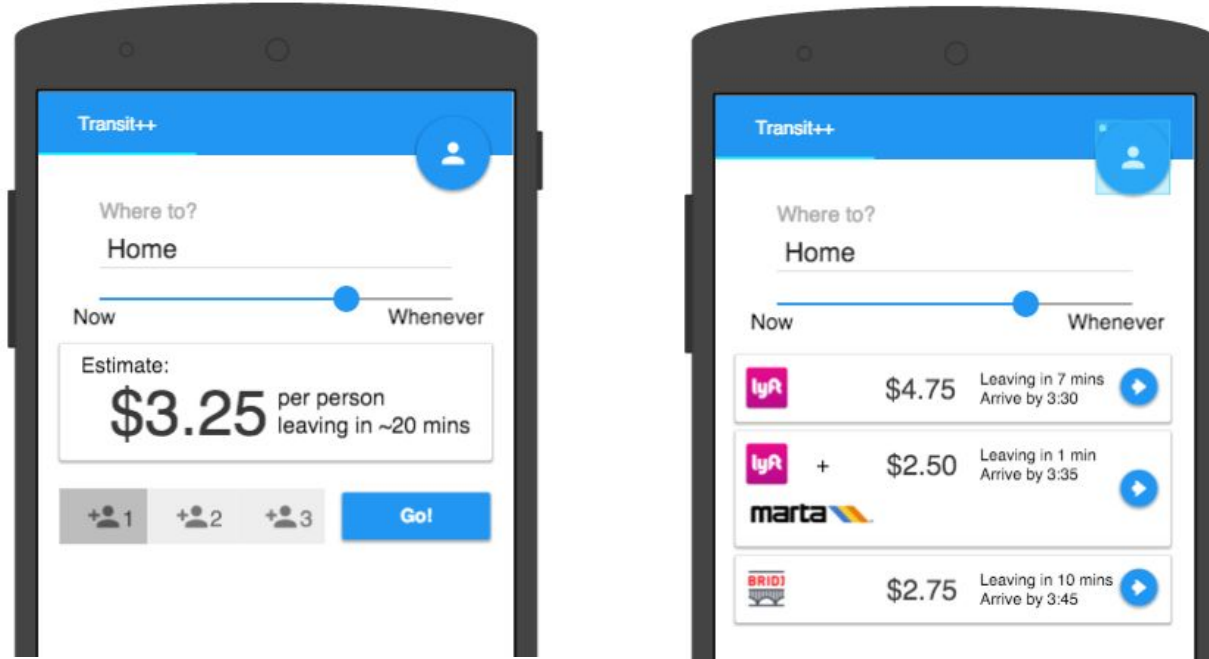 Transit++
Where to?
Home
Now Whenever
Estimate:
$3.25 per person
leaving in ~20 mins
+1 +2 +3 Go!
Transit++
Where to?
Home
Now Whenever
lyft $4.75 Leaving in 7 mins
Arrive by 3:30
lyft + $2.50 Leaving in 1 min
Arrive by 3:35
marta
BRIDJ $2.75 Leaving in 10 mins
Arrive by 3:45